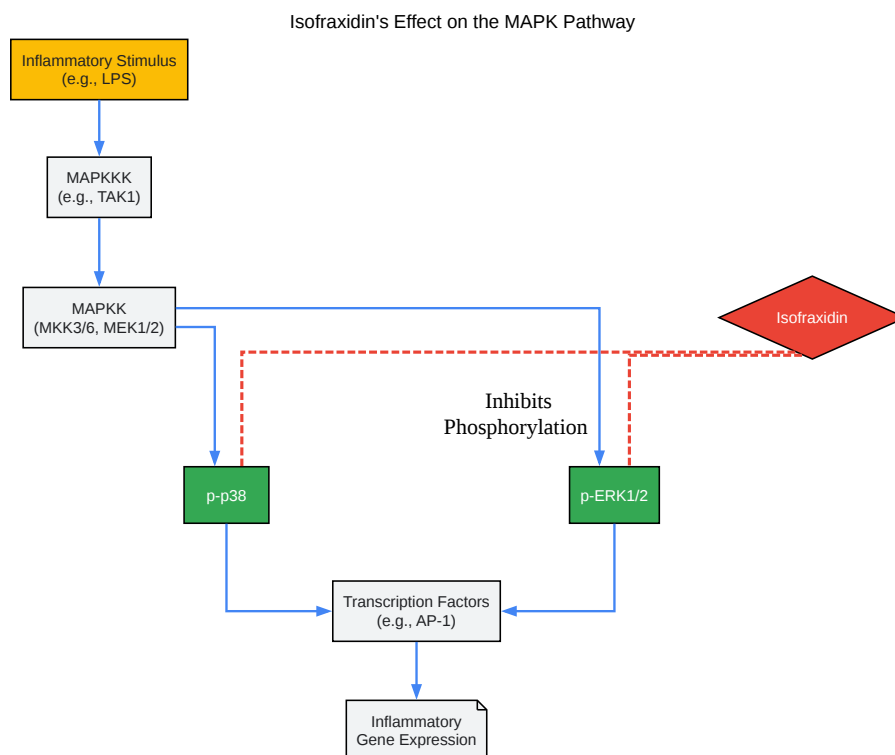 Isofraxidin's Effect on the MAPK Pathway
Inflammatory Stimulus
(e.g., LPS)
MAPKKK
(e.g., TAK1)
MAPKK
(MKK3/6, MEK1/2)
Isofraxidin
Inhibits
Phosphorylation
p-p38
p-ERK1/2
Transcription Factors
(e.g., AP-1)
Inflammatory
Gene Expression